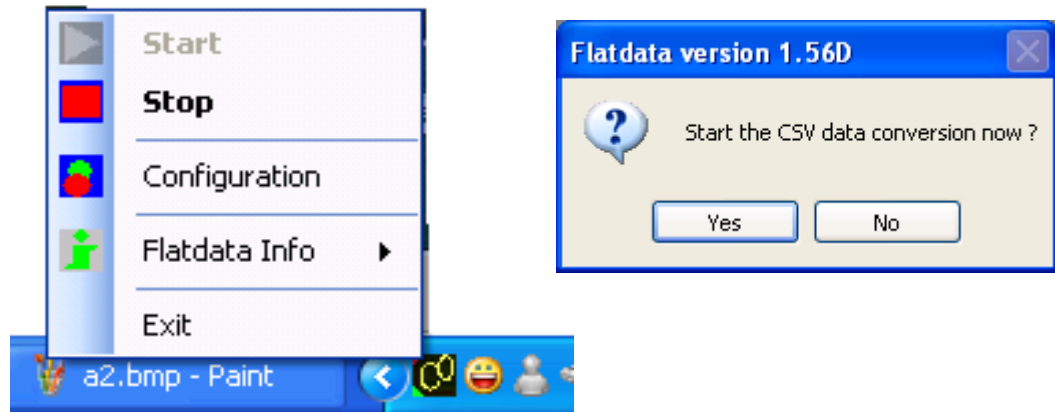 Start
Stop
Configuration
Flatdata Info
Exit
a2.bmp - Paint
Flatdata version 1.56D
Start the CSV data conversion now ?
Yes
No